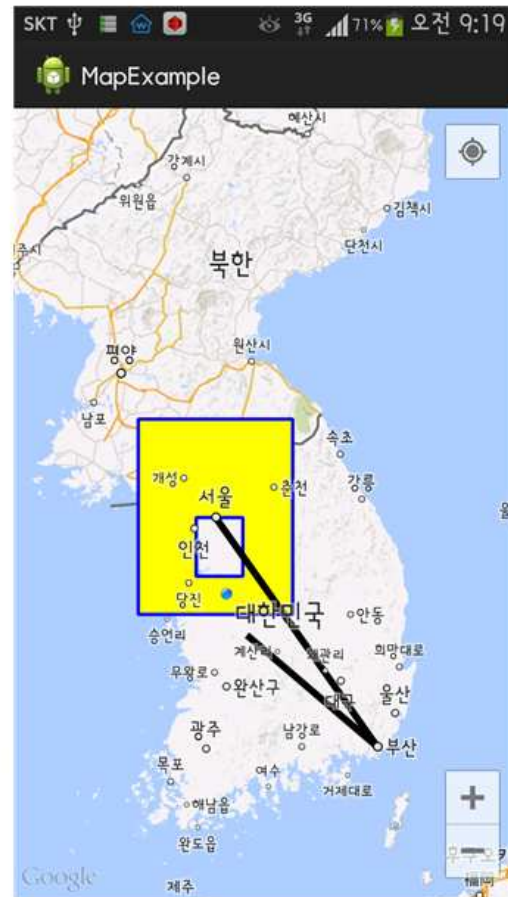 SKT 3G 71% 오전 9:19
MapExample
혜산시
강계시
위원읍
김책시
단천시
북한
원산시
평양
남포
속초
개성
춘천
강릉
서울
인천
당진
대한민국
안동
승언리
계산리
왜관리
희망대로
무왕로
완산구
대구
울산
광주
남강로
부산
목포
여수
거제대로
해남읍
완도읍
Google
제주
福岡